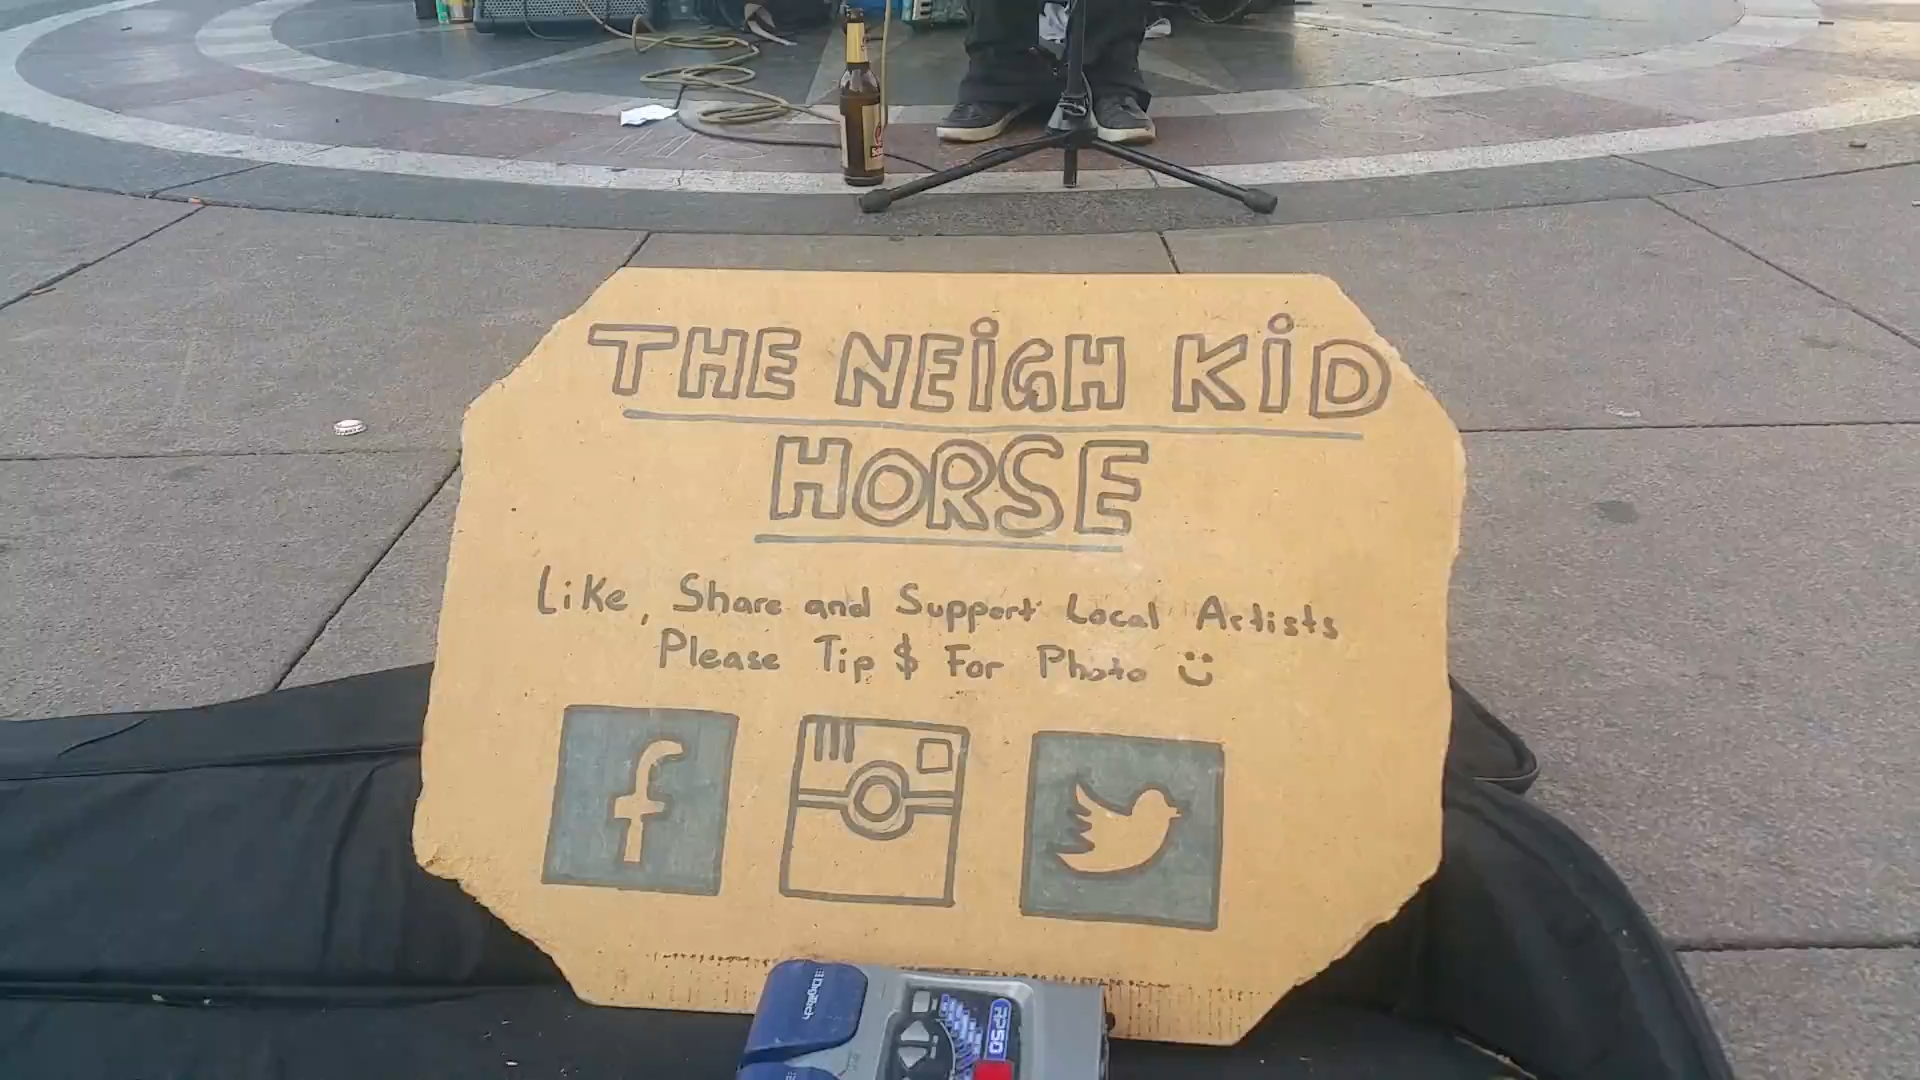 THE NEIGH KID
HORSE
Like, Share and Support Local Artists
Please Tip $ For Photo
f
DigiTech
RP50